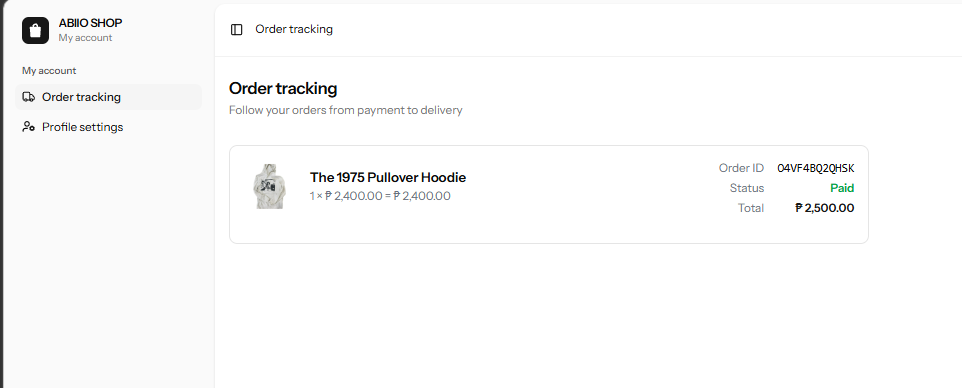 ABIIO SHOP
My account
My account
Order tracking
Profile settings
Order tracking
Order tracking
Follow your orders from payment to delivery
The 1975 Pullover Hoodie
1 × ₱ 2,400.00 = ₱ 2,400.00
Order ID 04VF4BQ2QHSK
Status Paid
Total ₱ 2,500.00